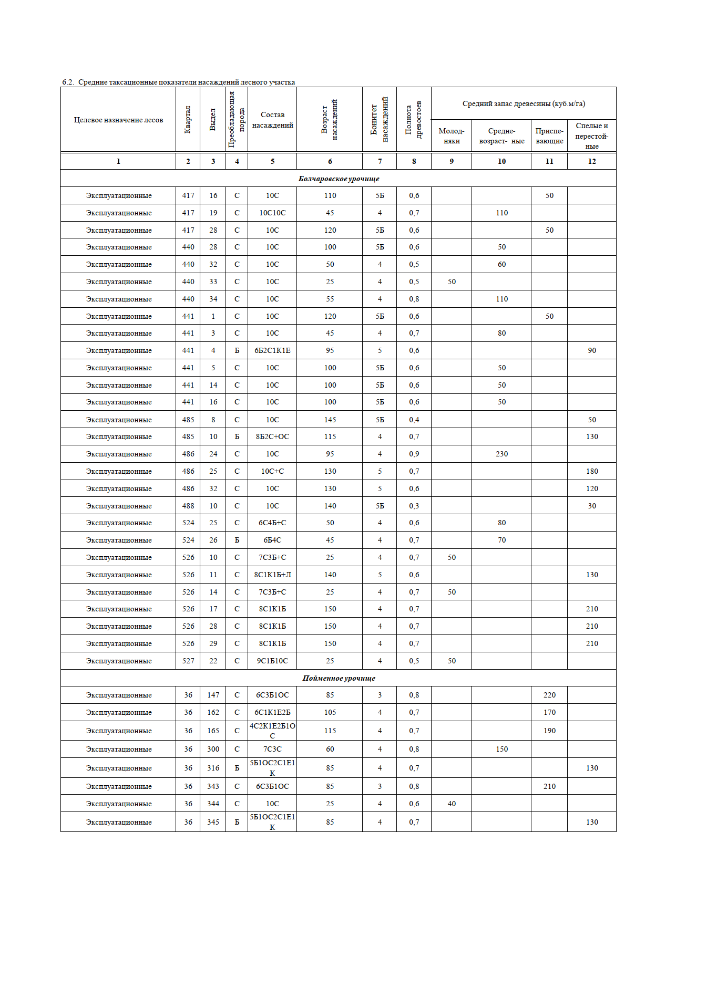 6.2. Средние таксационные показатели насаждений лесного участка
Целевое назначение лесов Квартал Выдел Преобладающая порода Состав насаждений Возраст насаждений Бонитет насаждений Полнота древостоев Средний запас древесины (куб.м/га)
Молод- няки Средне- возраст- ные Приспе- вающие Спелые и перестой- ные
1 2 3 4 5 6 7 8 9 10 11 12
Болчаровское урочище
Эксплуатационные 417 16 С 10С 110 5Б 0,6 50
Эксплуатационные 417 19 С 10С10С 45 4 0,7 110
Эксплуатационные 417 28 С 10С 120 5Б 0,6 50
Эксплуатационные 440 28 С 10С 100 5Б 0,6 50
Эксплуатационные 440 32 С 10С 50 4 0,5 60
Эксплуатационные 440 33 С 10С 25 4 0,5 50
Эксплуатационные 440 34 С 10С 55 4 0,8 110
Эксплуатационные 441 1 С 10С 120 5Б 0,6 50
Эксплуатационные 441 3 С 10С 45 4 0,7 80
Эксплуатационные 441 4 Б 6Б2С1К1Е 95 5 0,6 90
Эксплуатационные 441 5 С 10С 100 5Б 0,6 50
Эксплуатационные 441 14 С 10С 100 5Б 0,6 50
Эксплуатационные 441 16 С 10С 100 5Б 0,6 50
Эксплуатационные 485 8 С 10С 145 5Б 0,4 50
Эксплуатационные 485 10 Б 8Б2С+ОС 115 4 0,7 130
Эксплуатационные 486 24 С 10С 95 4 0,9 230
Эксплуатационные 486 25 С 10С+С 130 5 0,7 180
Эксплуатационные 486 32 С 10С 130 5 0,6 120
Эксплуатационные 488 10 С 10С 140 5Б 0,3 30
Эксплуатационные 524 25 С 6С4Б+С 50 4 0,6 80
Эксплуатационные 524 26 Б 6Б4С 45 4 0,7 70
Эксплуатационные 526 10 С 7С3Б+С 25 4 0,7 50
Эксплуатационные 526 11 С 8С1К1Б+Л 140 5 0,6 130
Эксплуатационные 526 14 С 7С3Б+С 25 4 0,7 50
Эксплуатационные 526 17 С 8С1К1Б 150 4 0,7 210
Эксплуатационные 526 28 С 8С1К1Б 150 4 0,7 210
Эксплуатационные 526 29 С 8С1К1Б 150 4 0,7 210
Эксплуатационные 527 22 С 9С1Б10С 25 4 0,5 50
Пойменное урочище
Эксплуатационные 36 147 С 6С3Б1ОС 85 3 0,8 220
Эксплуатационные 36 162 С 6С1К1Е2Б 105 4 0,7 170
Эксплуатационные 36 165 С 4С2К1Е2Б1О С 115 4 0,7 190
Эксплуатационные 36 300 С 7С3С 60 4 0,8 150
Эксплуатационные 36 316 Б 5Б1ОС2С1Е1 К 85 4 0,7 130
Эксплуатационные 36 343 С 6С3Б1ОС 85 3 0,8 210
Эксплуатационные 36 344 С 10С 25 4 0,6 40
Эксплуатационные 36 345 Б 5Б1ОС2С1Е1 К 85 4 0,7 130